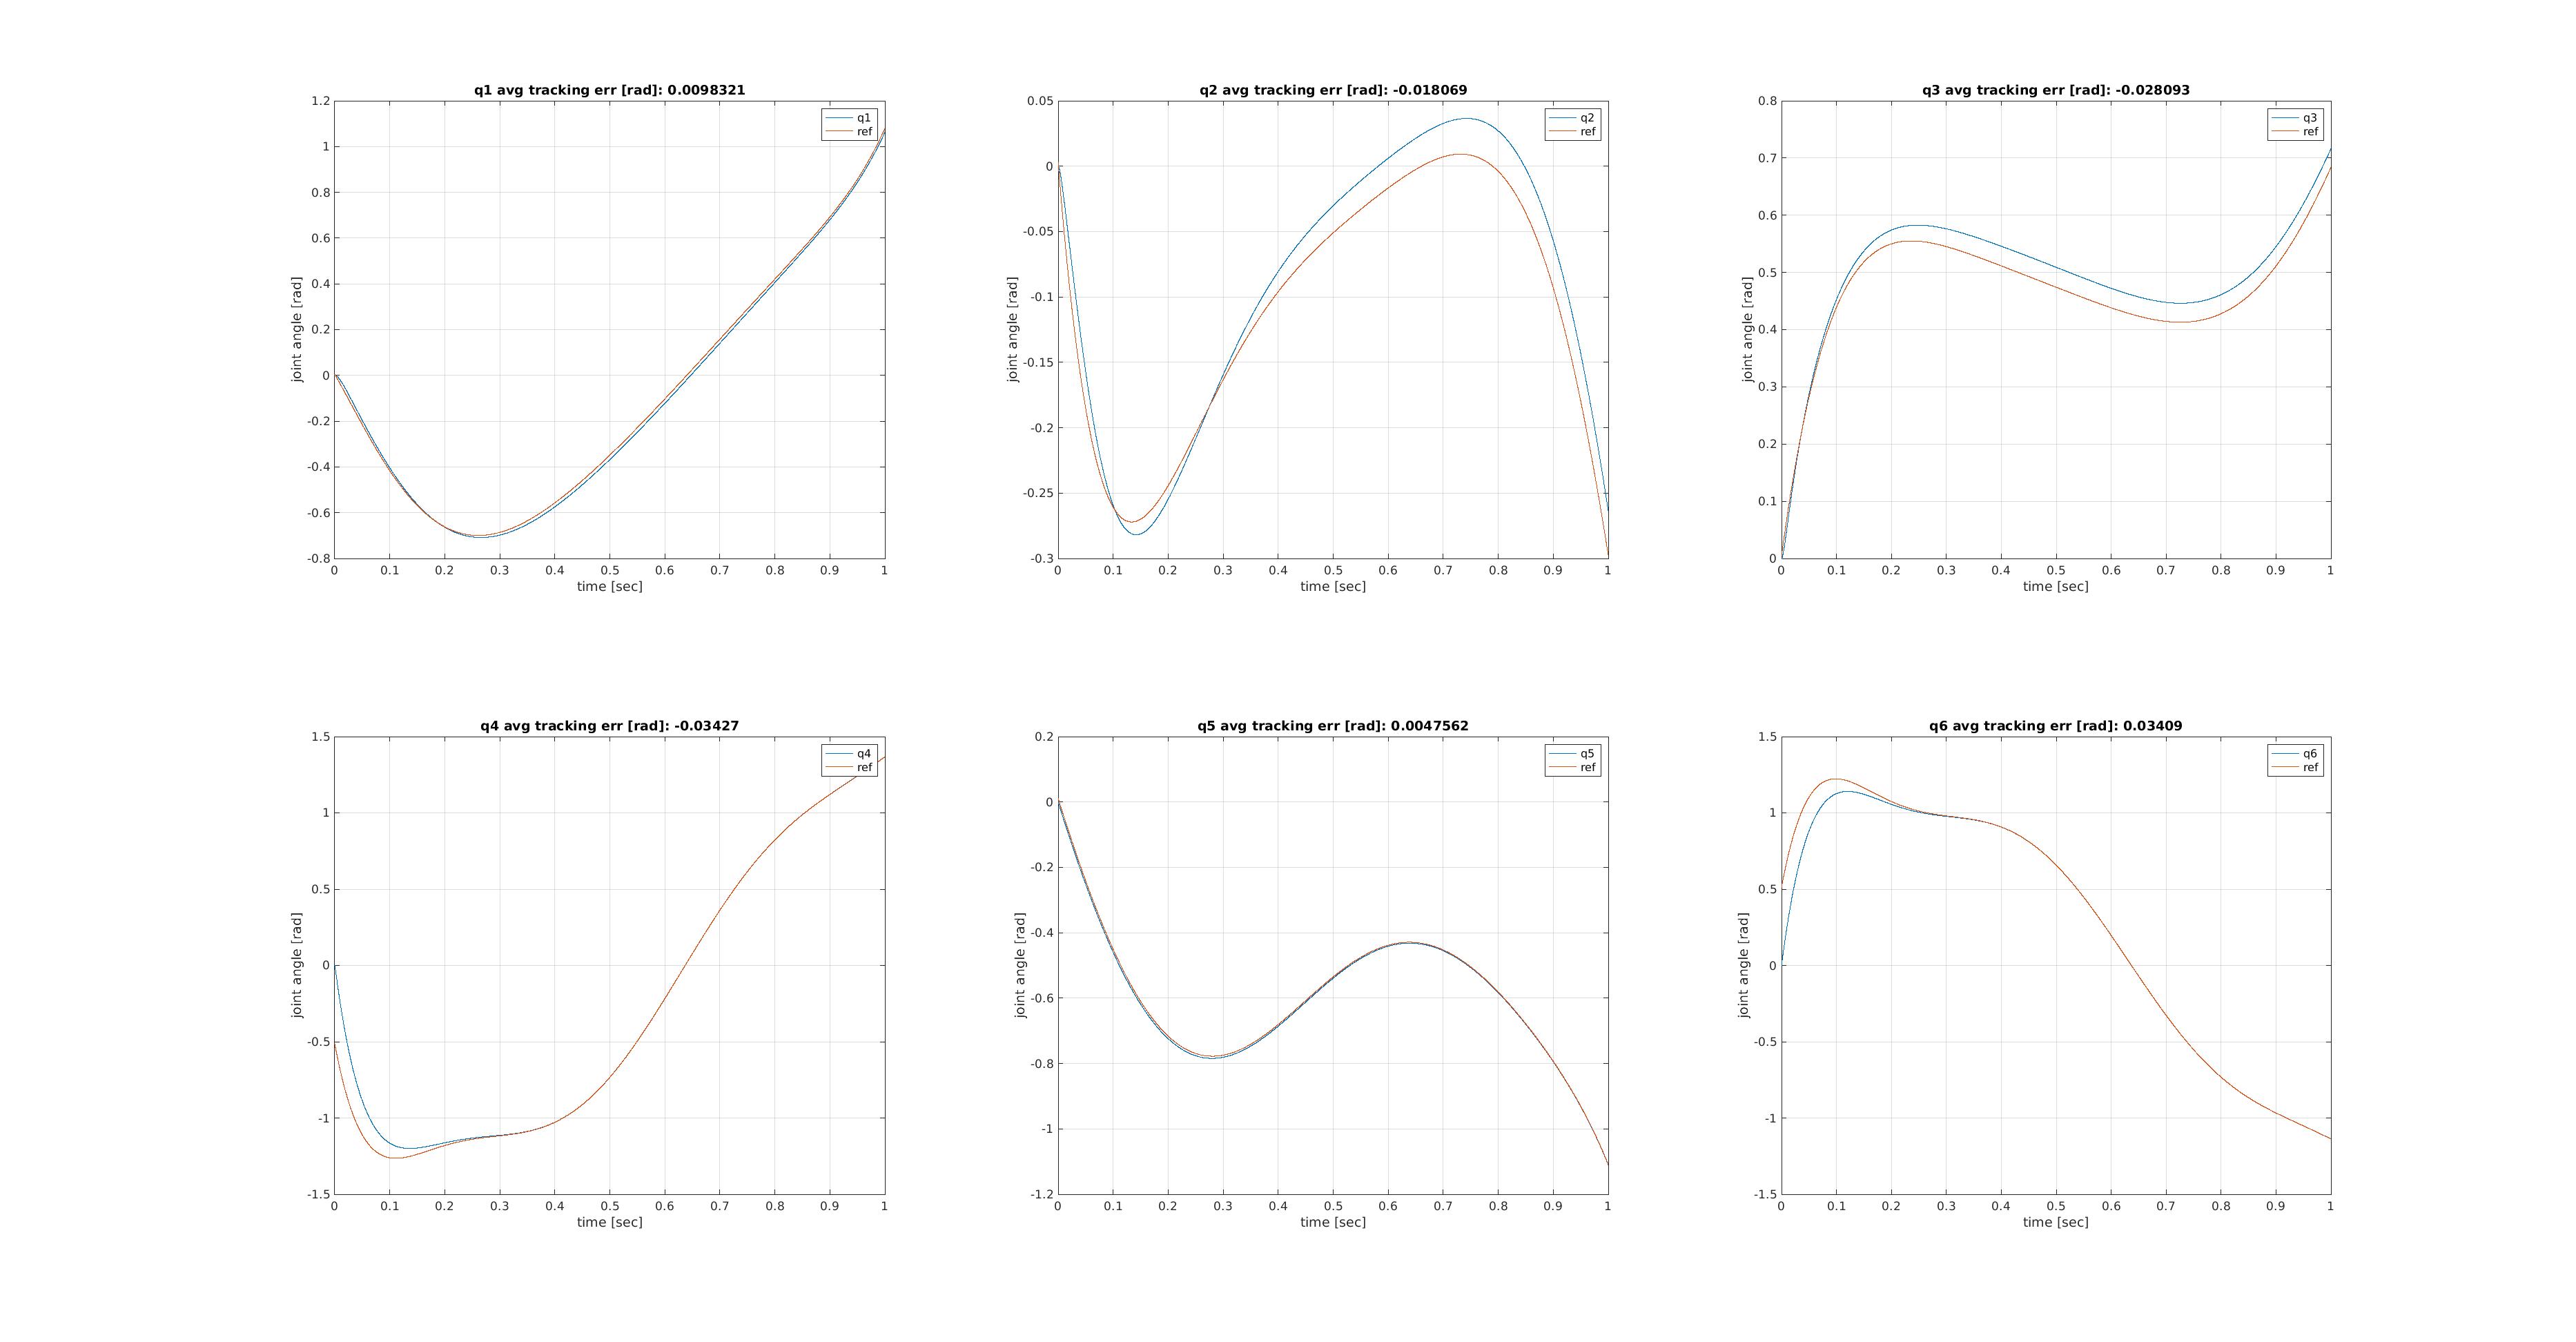 q1 avg tracking err [rad]: 0.0098321
1.2
1
0.8
0.6
0.4
0.2
0
-0.2
-0.4
-0.6
-0.8
joint angle [rad]
q1
ref
0 0.1 0.2 0.3 0.4 0.5 0.6 0.7 0.8 0.9 1
time [sec]
q2 avg tracking err [rad]: -0.018069
0.05
0
-0.05
-0.1
-0.15
-0.2
-0.25
-0.3
joint angle [rad]
q2
ref
0 0.1 0.2 0.3 0.4 0.5 0.6 0.7 0.8 0.9 1
time [sec]
q3 avg tracking err [rad]: -0.028093
0.8
0.7
0.6
0.5
0.4
0.3
0.2
0.1
0
joint angle [rad]
q3
ref
0 0.1 0.2 0.3 0.4 0.5 0.6 0.7 0.8 0.9 1
time [sec]
q4 avg tracking err [rad]: -0.03427
1.5
1
0.5
0
-0.5
-1
-1.5
joint angle [rad]
q4
ref
0 0.1 0.2 0.3 0.4 0.5 0.6 0.7 0.8 0.9 1
time [sec]
q5 avg tracking err [rad]: 0.0047562
0.2
0
-0.2
-0.4
-0.6
-0.8
-1
-1.2
joint angle [rad]
q5
ref
0 0.1 0.2 0.3 0.4 0.5 0.6 0.7 0.8 0.9 1
time [sec]
q6 avg tracking err [rad]: 0.03409
1.5
1
0.5
0
-0.5
-1
-1.5
joint angle [rad]
q6
ref
0 0.1 0.2 0.3 0.4 0.5 0.6 0.7 0.8 0.9 1
time [sec]